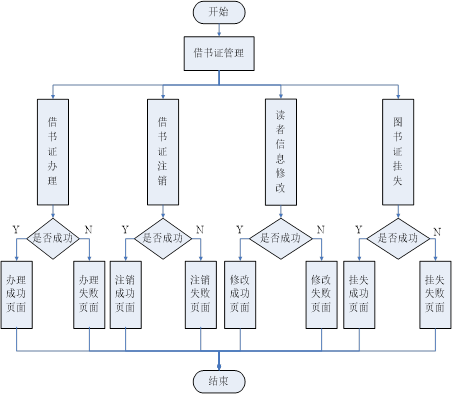 开始
借书证管理
借书证办理
借书证注销
读者信息修改
图书证挂失
Y
是否成功
N
Y
是否成功
N
Y
是否成功
N
Y
是否成功
N
办理
成功
页面
办理
失败
页面
注销
成功
页面
注销
失败
页面
修改
成功
页面
修改
失败
页面
挂失
成功
页面
挂失
失败
页面
结束